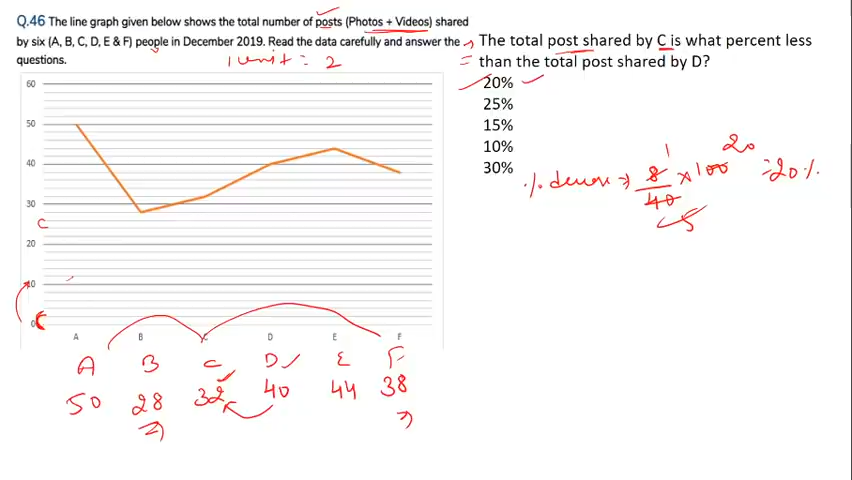 Q.46 The line graph given below shows the total number of posts (Photos + Videos) shared
by six (A, B, C, D, E & F) people in December 2019. Read the data carefully and answer the
questions.
1 unit = 2
60
50
40
30
C
20
10
0
A B C D E F
A B C D E F
50 28 32 40 44 38
The total post shared by C is what percent less
than the total post shared by D?
20%
25%
15%
10%
30%
1 20
8/40 × 100 = 20%
5